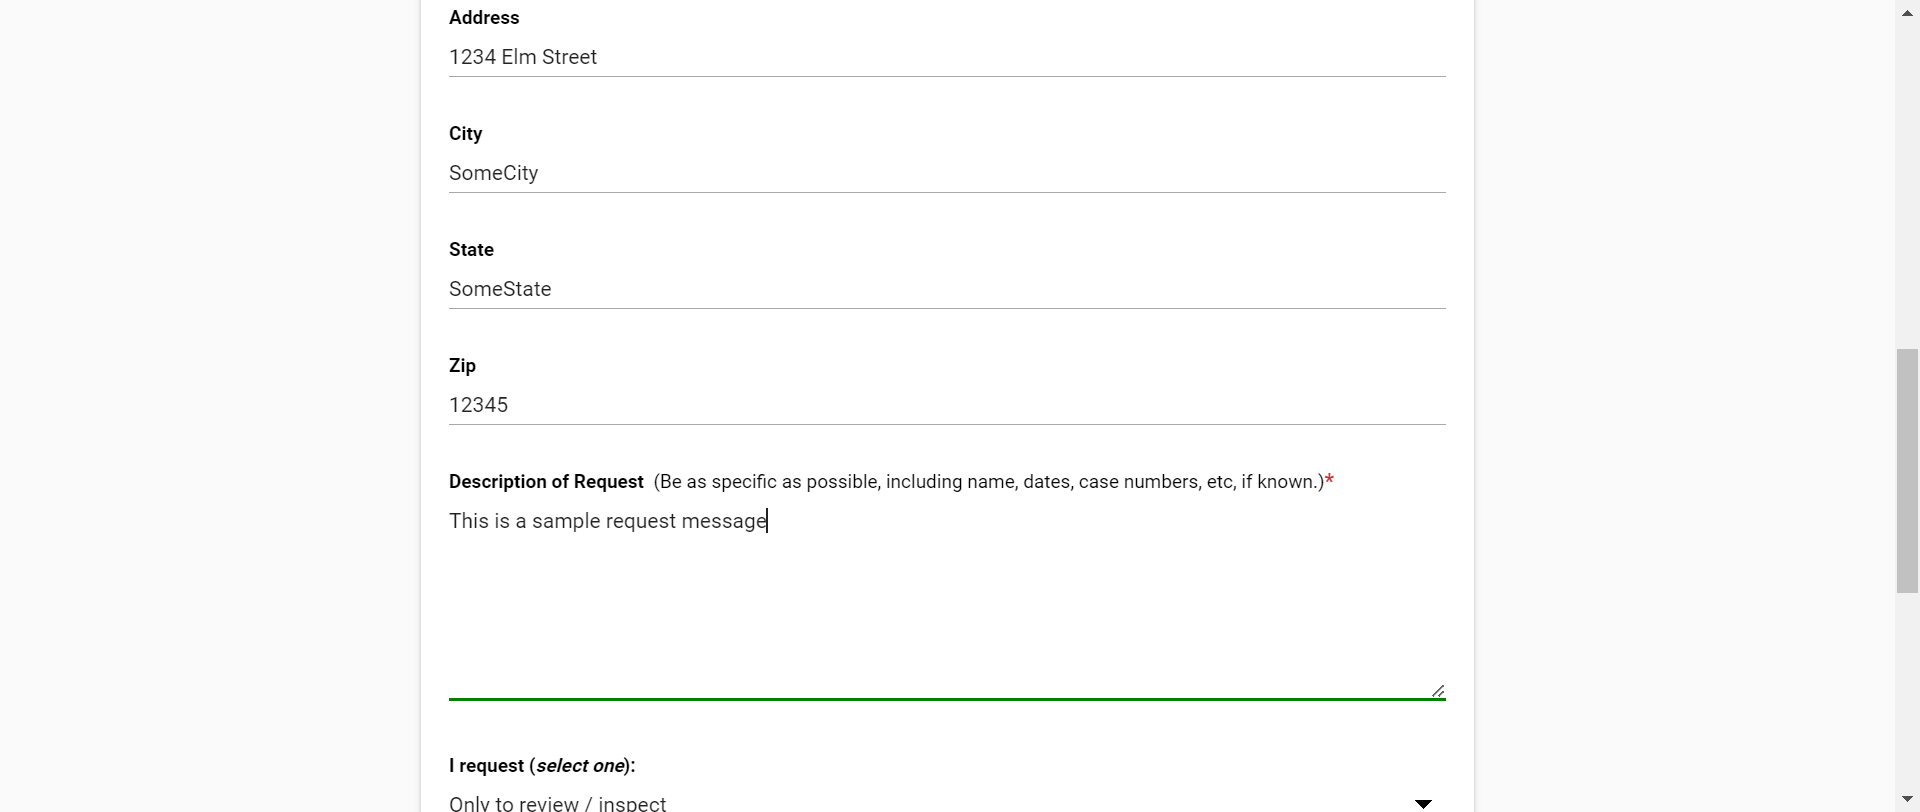 Address
1234 Elm Street
City
SomeCity
State
SomeState
Zip
12345
Description of Request (Be as specific as possible, including name, dates, case numbers, etc, if known.)*
This is a sample request message
I request (select one):
Only to review / inspect